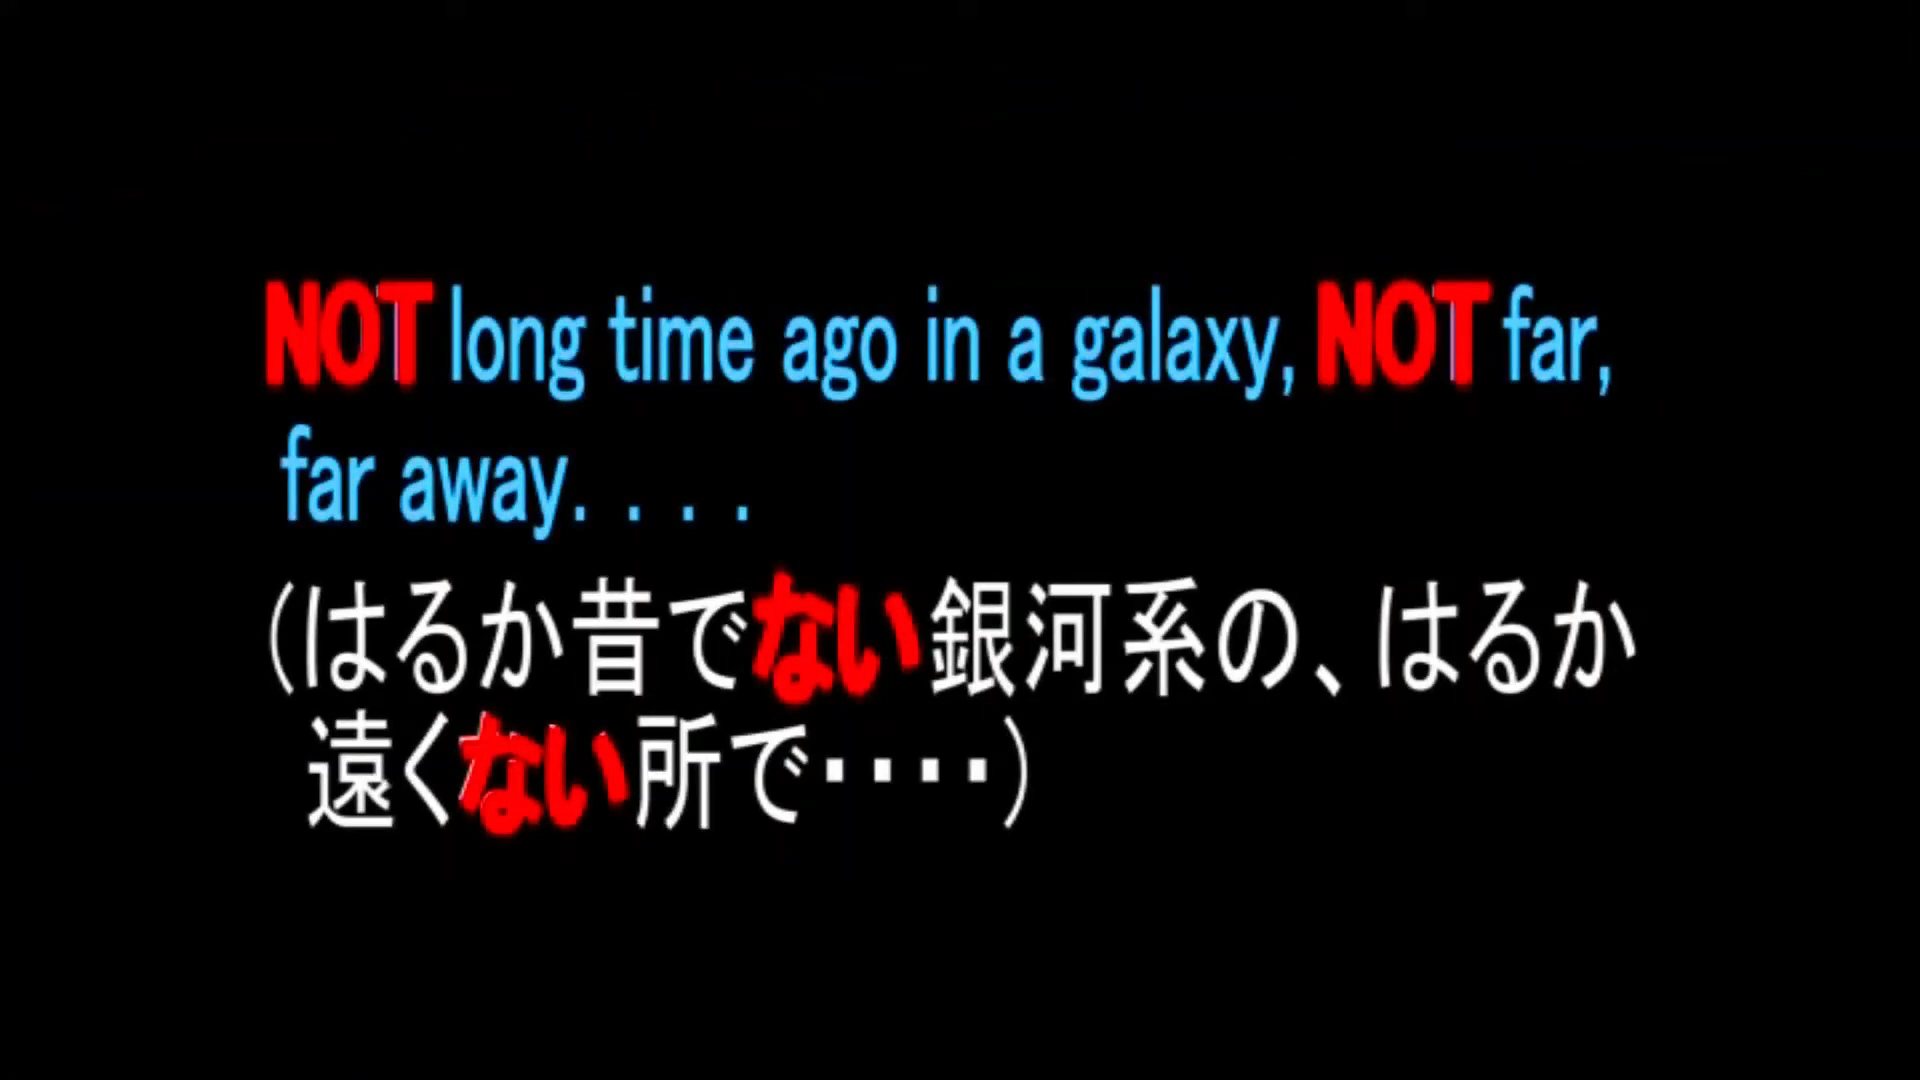 NOT long time ago in a galaxy, NOT far,
far away. . . .
(はるか昔でない銀河系の、はるか
遠くない所で････)